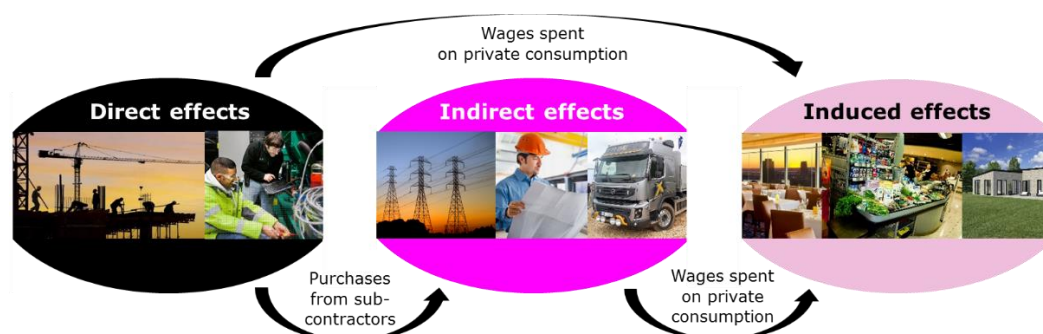 Wages spent
on private consumption
Direct effects
Indirect effects
Induced effects
Purchases
from sub-
contractors
Wages spent
on private
consumption